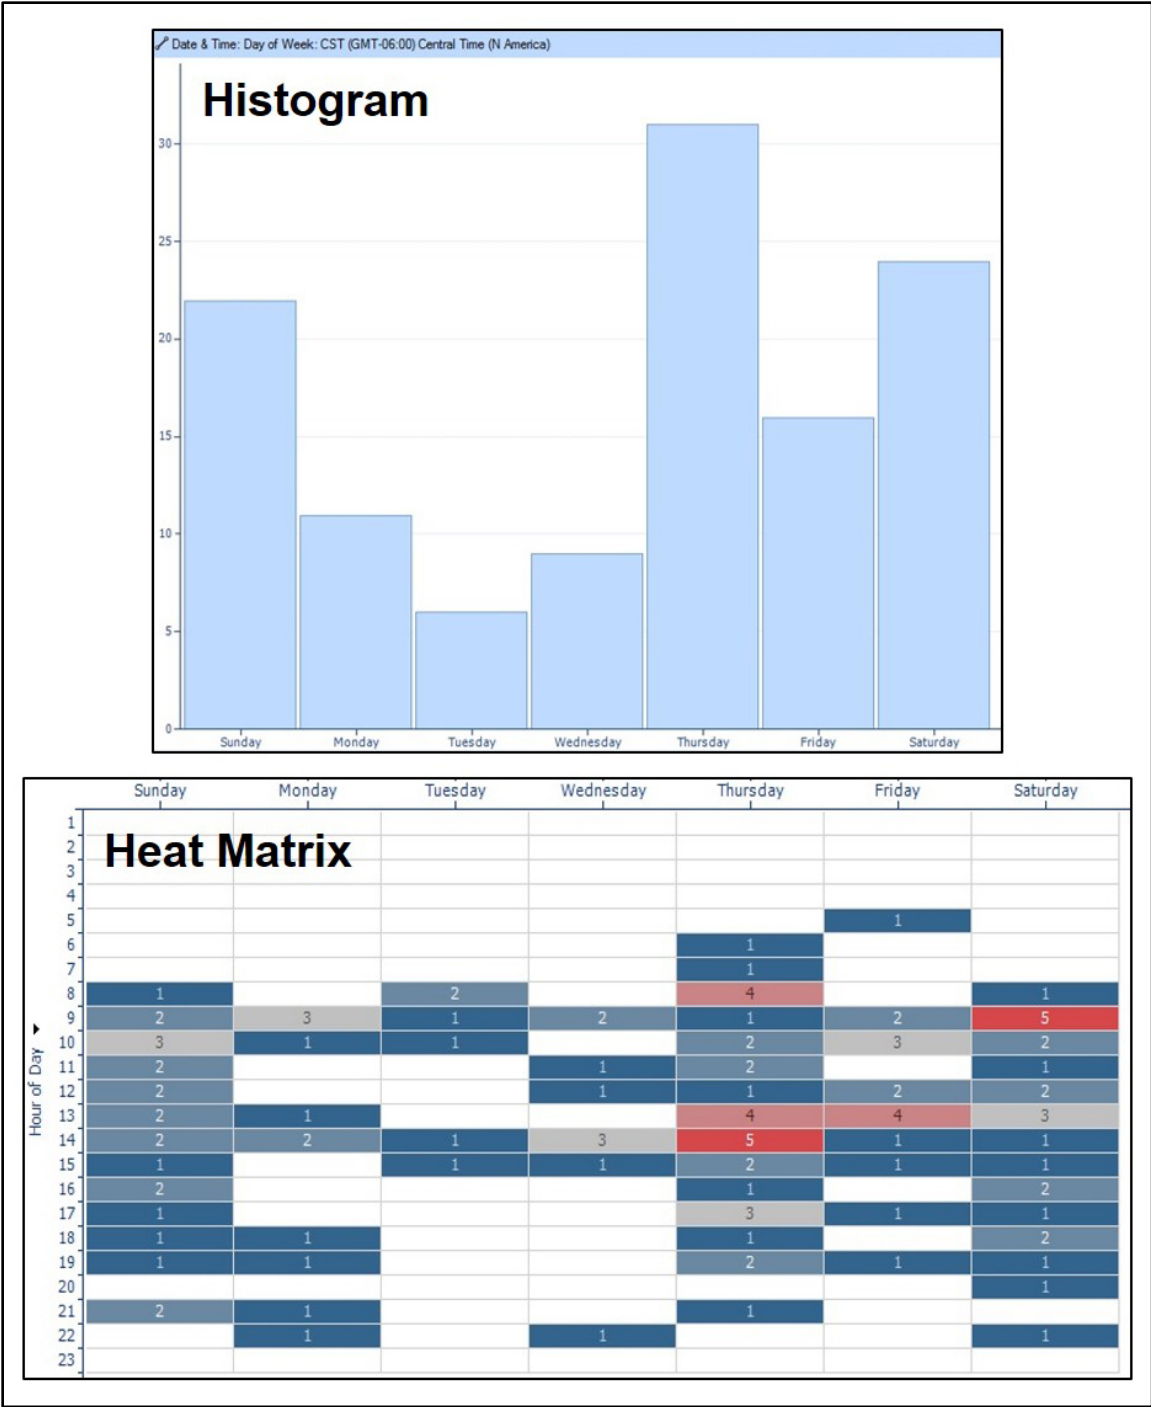 Date & Time: Day of Week: CST (GMT-06:00) Central Time (N America)
Histogram
30
25
20
15
10
5
0
Sunday Monday Tuesday Wednesday Thursday Friday Saturday
Sunday Monday Tuesday Wednesday Thursday Friday Saturday
Heat Matrix
Hour of Day
1
2
3
4
5 1
6 1
7 1
8 1 2 4 1
9 2 3 1 2 1 2 5
10 3 1 1 2 3 2
11 2 1 2 1
12 2 1 1 2 2
13 2 1 4 4 3
14 2 2 1 3 5 1 1
15 1 1 1 2 1 1
16 2 1 2
17 1 3 1 1
18 1 1 1 2
19 1 1 2 1 1
20 1
21 2 1 1
22 1 1 1
23